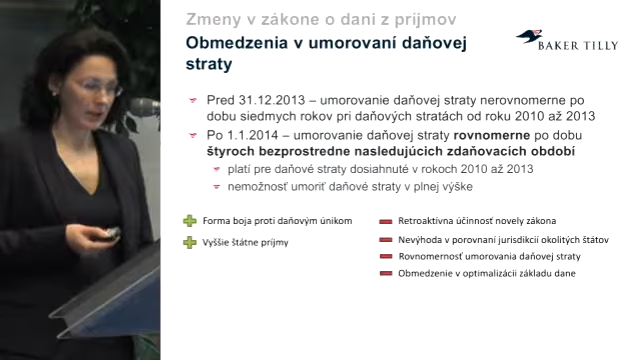 Zmeny v zákone o dani z príjmov
Obmedzenia v umorovaní daňovej
straty
BAKER TILLY
Pred 31.12.2013 – umorovanie daňovej straty nerovnomerne po
dobu siedmych rokov pri daňových stratách od roku 2010 až 2013
Po 1.1.2014 – umorovanie daňovej straty rovnomerne po dobu
štyroch bezprostredne nasledujúcich zdaňovacích období
platí pre daňové straty dosiahnuté v rokoch 2010 až 2013
nemožnosť umoriť daňové straty v plnej výške
Forma boja proti daňovým únikom
Vyššie štátne príjmy
Retroaktívna účinnosť novely zákona
Nevýhoda v porovnaní jurisdikcií okolitých štátov
Rovnomernosť umorovania daňovej straty
Obmedzenie v optimalizácii základu dane